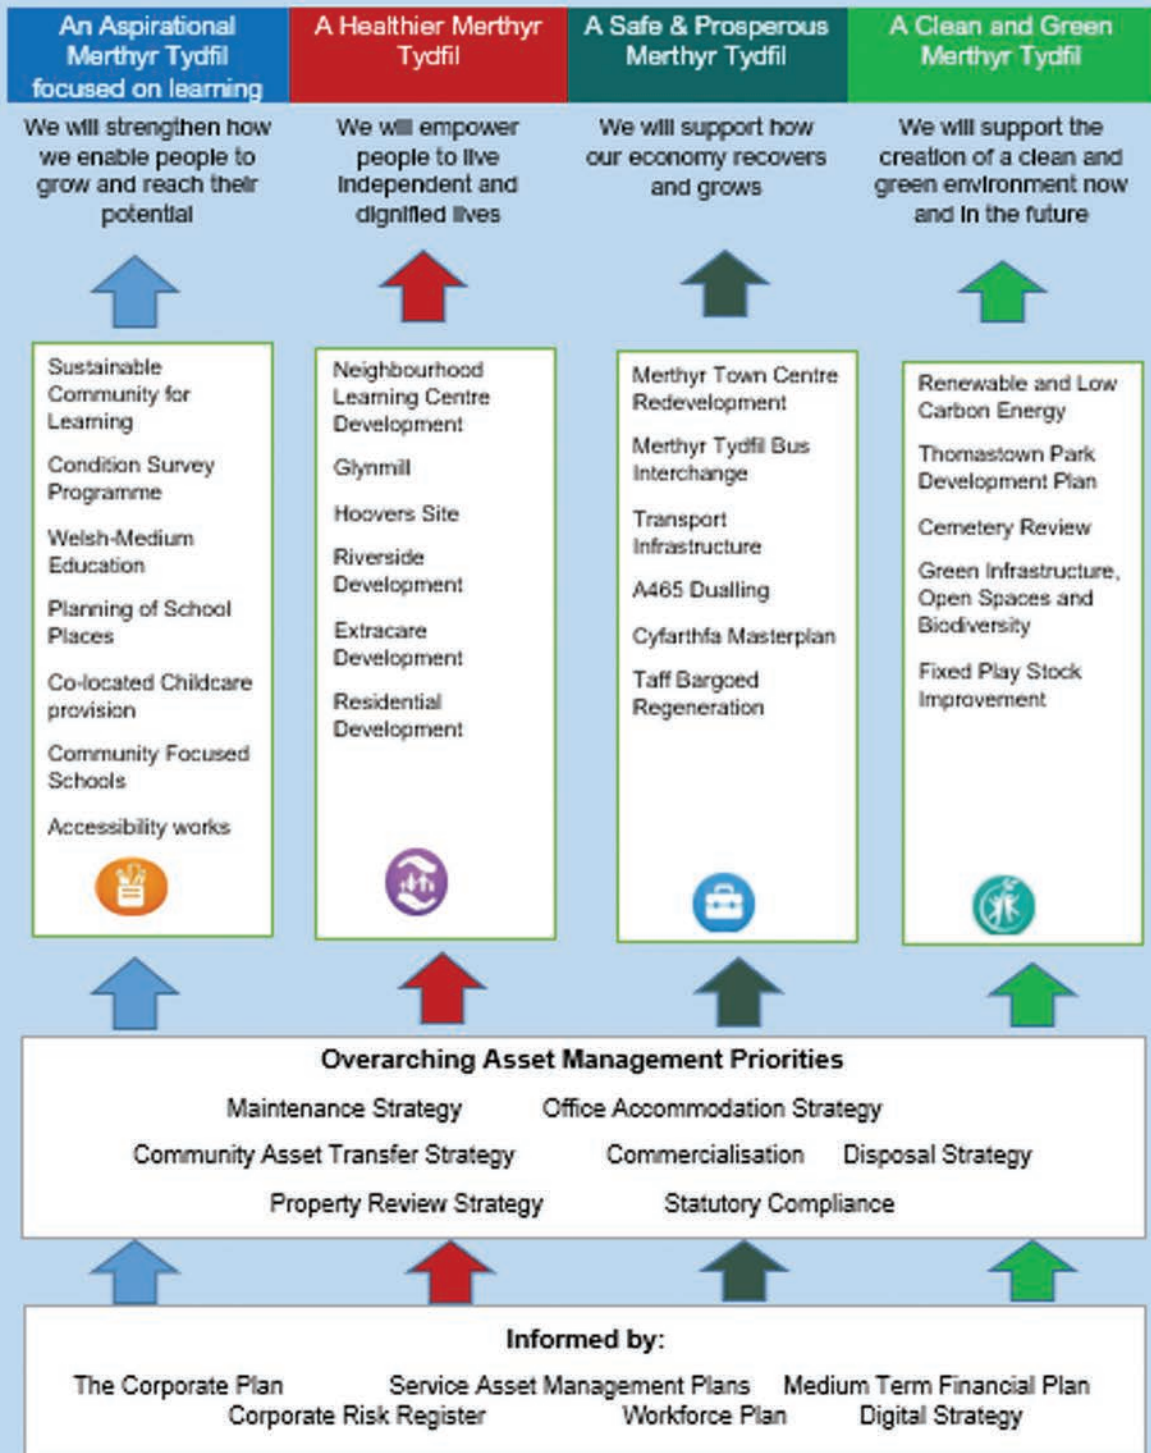 An Aspirational
Merthyr Tydfil
focused on learning
We will strengthen how
we enable people to
grow and reach their
potential
Sustainable
Community for
Learning
Condition Survey
Programme
Welsh-Medium
Education
Planning of School
Places
Co-located Childcare
provision
Community Focused
Schools
Accessibility works
A Healthier Merthyr
Tydfil
We will empower
people to live
independent and
dignified lives
Neighbourhood
Learning Centre
Development
Glynmill
Hoovers Site
Riverside
Development
Extracare
Development
Residential
Development
A Safe & Prosperous
Merthyr Tydfil
We will support how
our economy recovers
and grows
Merthyr Town Centre
Redevelopment
Merthyr Tydfil Bus
Interchange
Transport
Infrastructure
A465 Dualling
Cyfarthfa Masterplan
Taff Bargoed
Regeneration
A Clean and Green
Merthyr Tydfil
We will support the
creation of a clean and
green environment now
and in the future
Renewable and Low
Carbon Energy
Thomastown Park
Development Plan
Cemetery Review
Green Infrastructure,
Open Spaces and
Biodiversity
Fixed Play Stock
Improvement
Overarching Asset Management Priorities
Maintenance Strategy Office Accommodation Strategy
Community Asset Transfer Strategy Commercialisation Disposal Strategy
Property Review Strategy Statutory Compliance
Informed by:
The Corporate Plan Service Asset Management Plans Medium Term Financial Plan
Corporate Risk Register Workforce Plan Digital Strategy